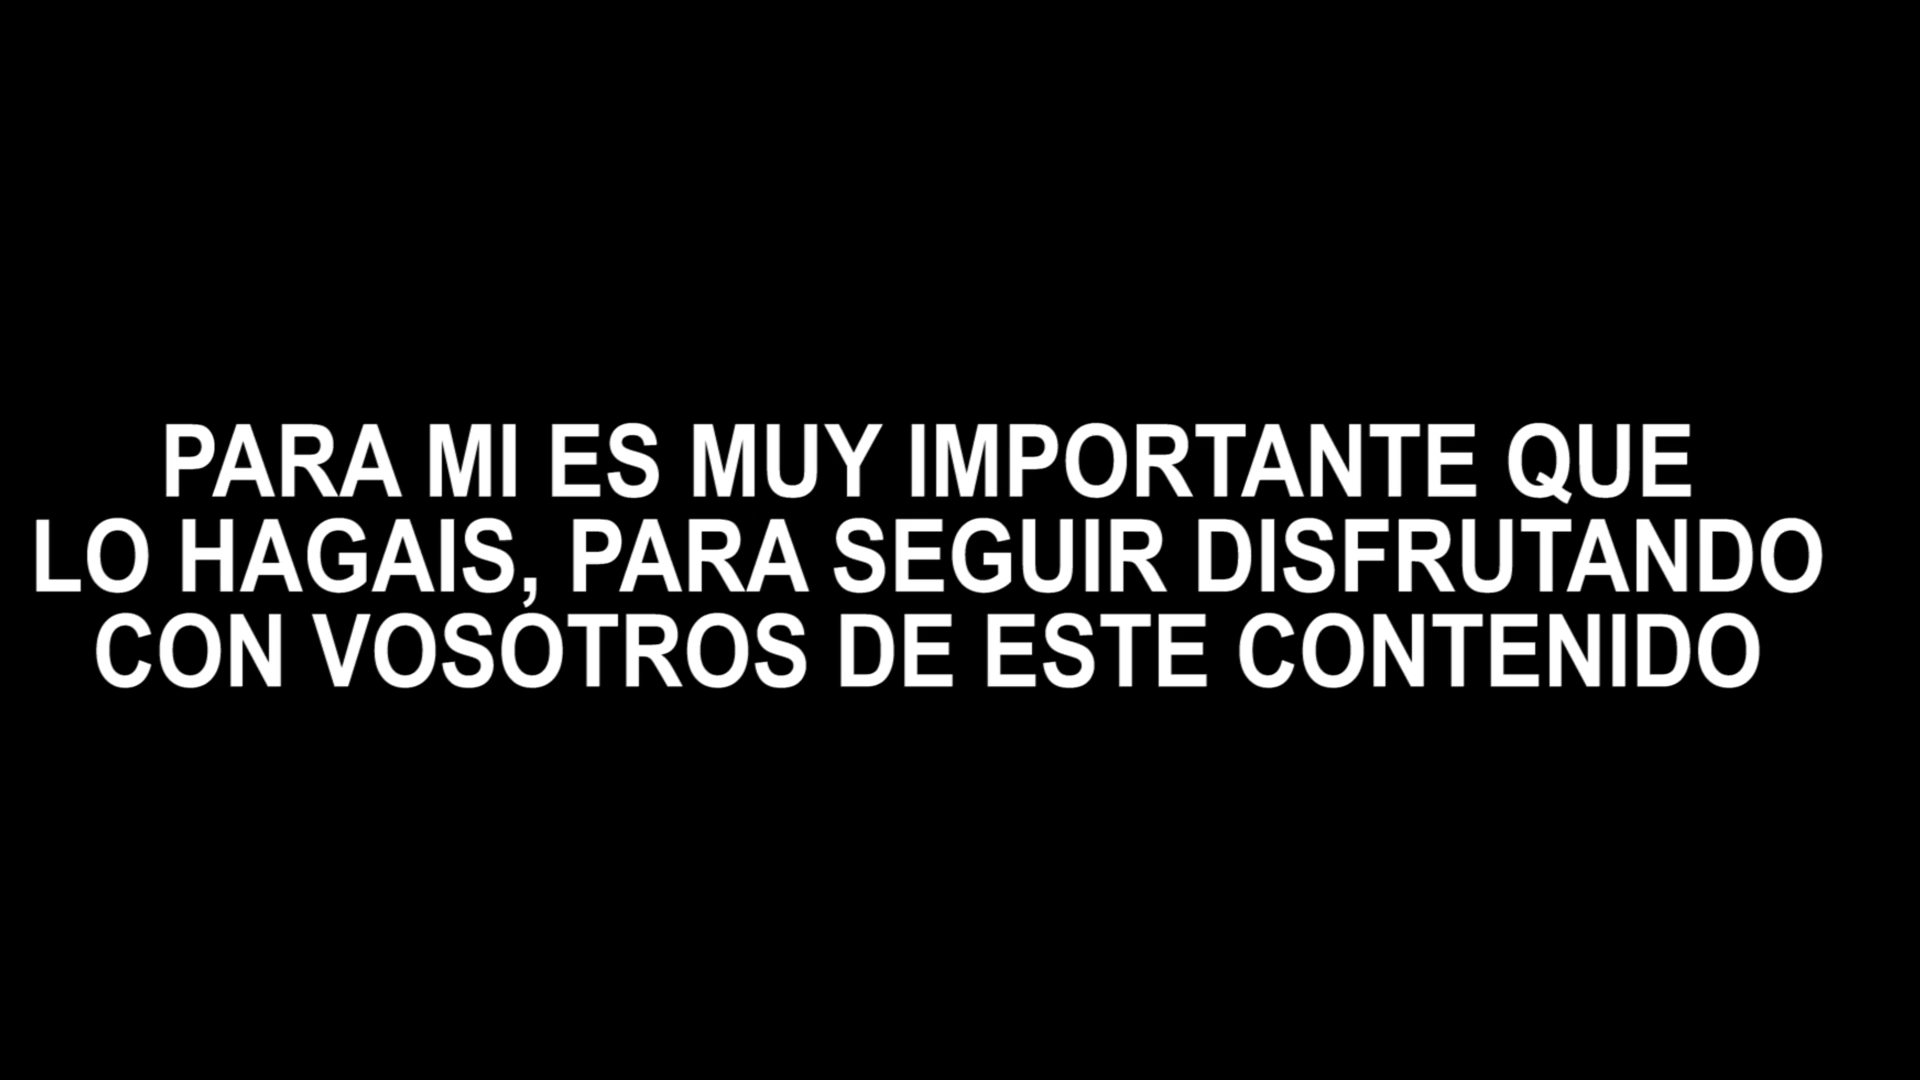 PARA MI ES MUY IMPORTANTE QUE
LO HAGAIS, PARA SEGUIR DISFRUTANDO
CON VOSOTROS DE ESTE CONTENIDO